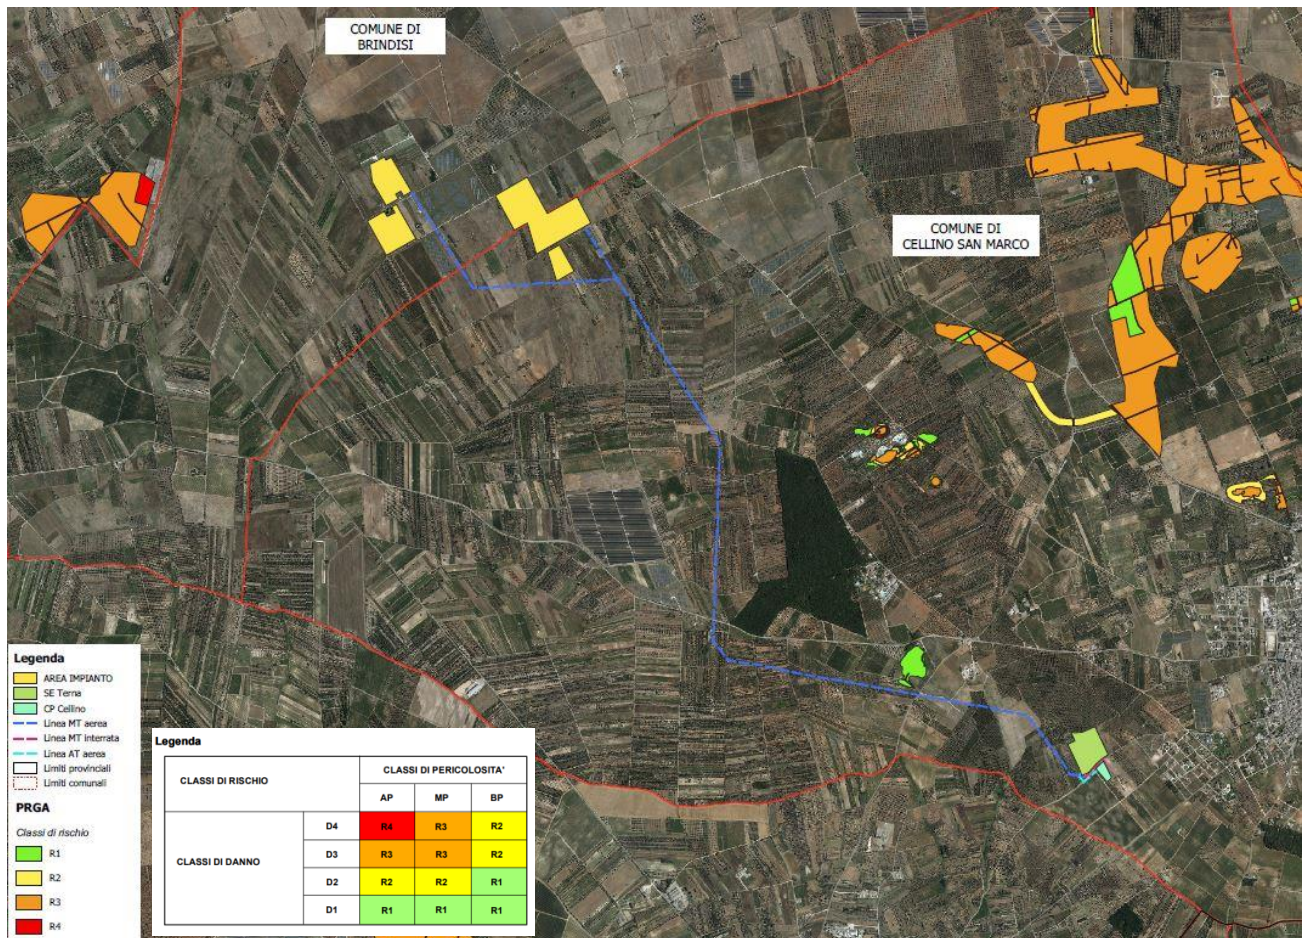 COMUNE DI
BRINDISI
COMUNE DI
CELLINO SAN MARCO
Legenda
AREA IMPIANTO
SE Terna
CP Cellino
Linea MT aerea
Linea MT interrata
Linea AT aerea
Limiti provinciali
Limiti comunali
PRGA
Classi di rischio
R1
R2
R3
R4
Legenda
CLASSI DI RISCHIO
CLASSI DI PERICOLOSITA'
AP MP BP
CLASSI DI DANNO
D4 R4 R3 R2
D3 R3 R3 R2
D2 R2 R2 R1
D1 R1 R1 R1